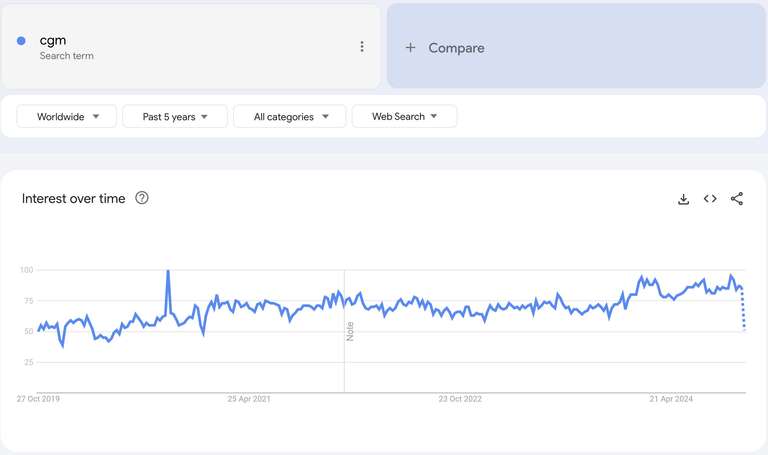 cgm
Search term
+ Compare
Worldwide
Past 5 years
All categories
Web Search
Interest over time
100
75
50
25
Note
27 Oct 2019
25 Apr 2021
23 Oct 2022
21 Apr 2024